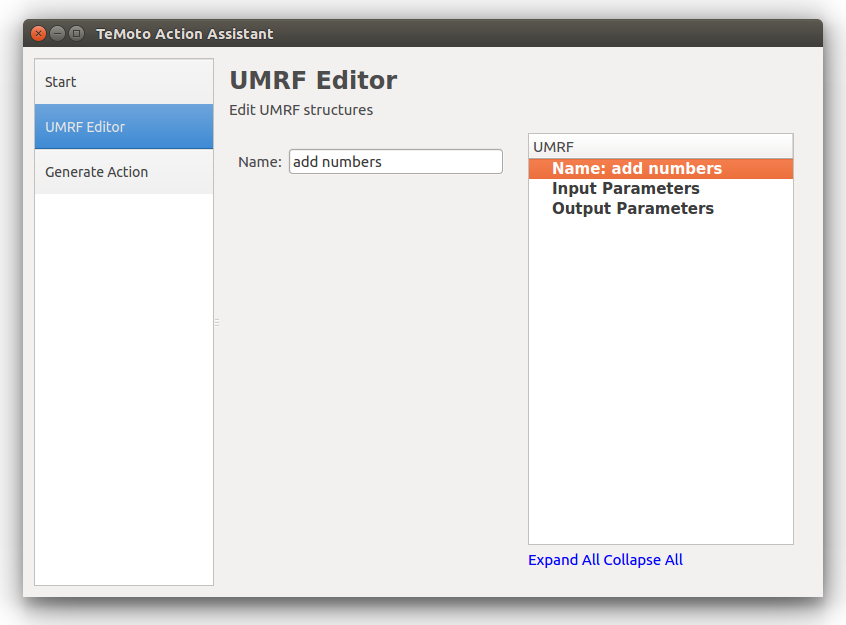 TeMoto Action Assistant
Start
UMRF Editor
Generate Action
UMRF Editor
Edit UMRF structures
Name: add numbers
UMRF
Name: add numbers
Input Parameters
Output Parameters
Expand All Collapse All